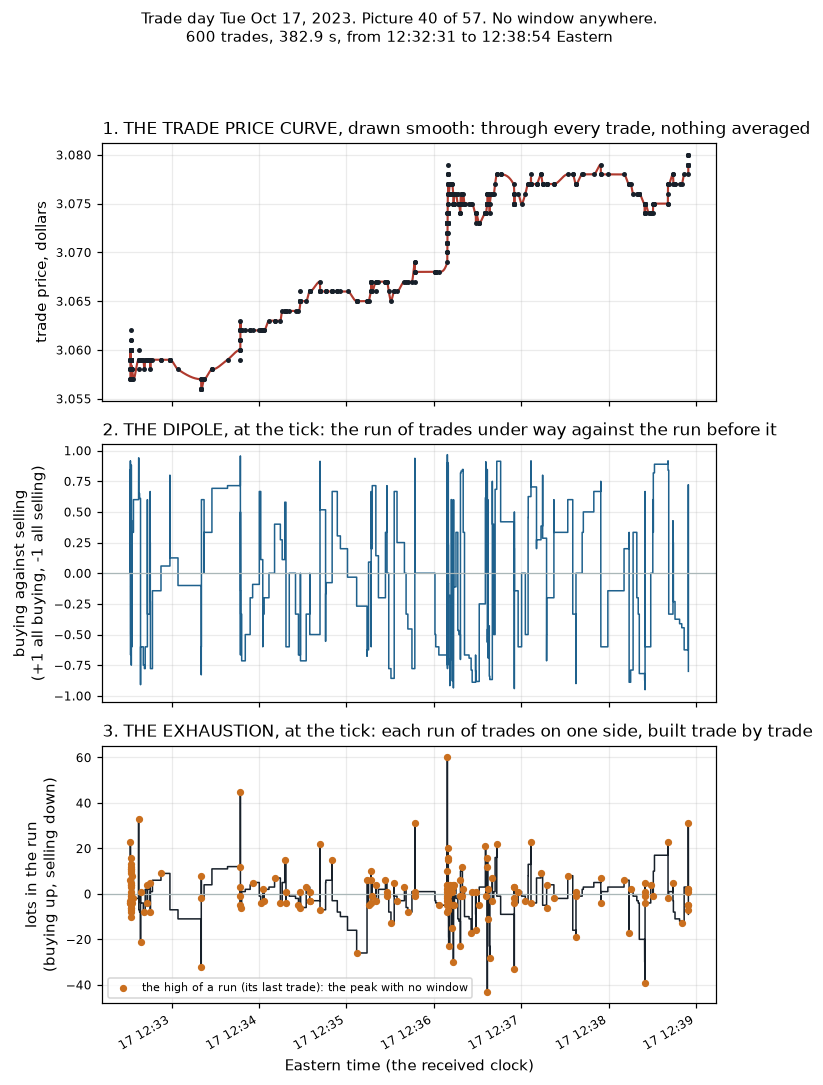 Trade day Tue Oct 17, 2023. Picture 40 of 57. No window anywhere.
600 trades, 382.9 s, from 12:32:31 to 12:38:54 Eastern
1. THE TRADE PRICE CURVE, drawn smooth: through every trade, nothing averaged
3.080
3.075
3.070
3.065
3.060
3.055
trade price, dollars
2. THE DIPOLE, at the tick: the run of trades under way against the run before it
1.00
0.75
0.50
0.25
0.00
−0.25
−0.50
−0.75
−1.00
buying against selling
(+1 all buying, -1 all selling)
3. THE EXHAUSTION, at the tick: each run of trades on one side, built trade by trade
60
40
20
0
−20
−40
lots in the run
(buying up, selling down)
the high of a run (its last trade): the peak with no window
17 12:33
17 12:34
17 12:35
17 12:36
17 12:37
17 12:38
17 12:39
Eastern time (the received clock)